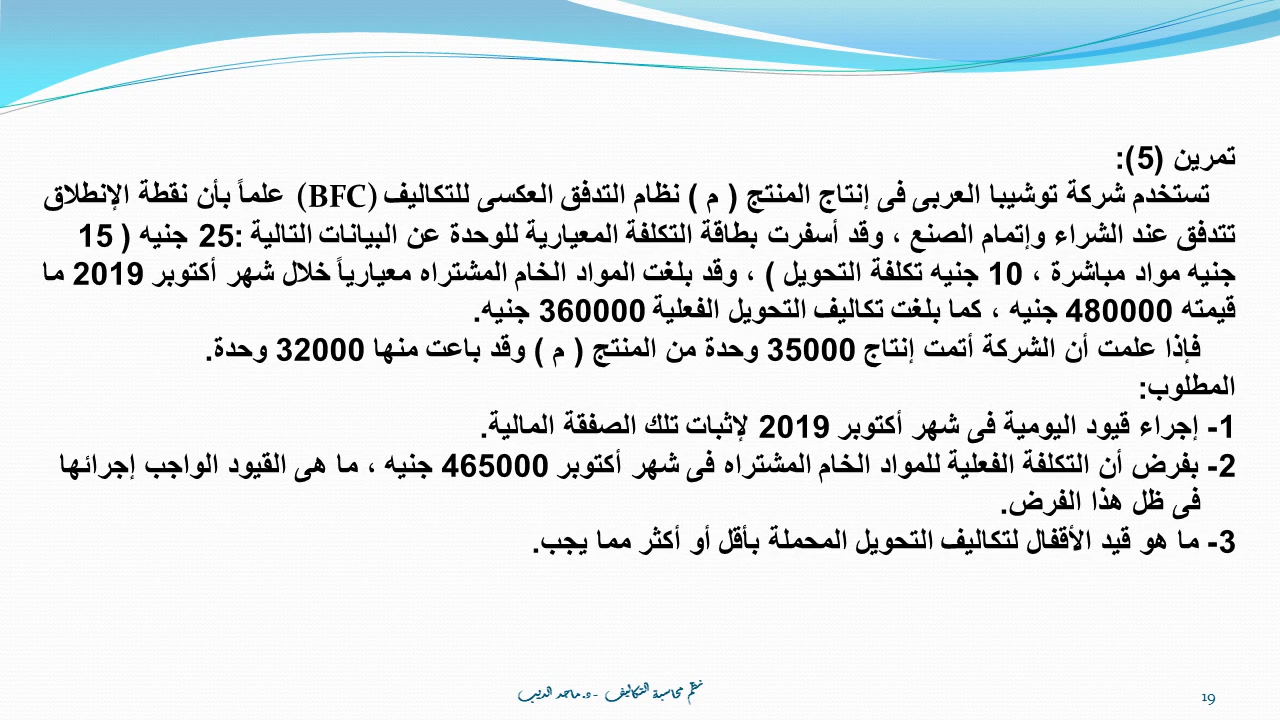 تمرين (5):
تستخدم شركة توشيبا العربى فى إنتاج المنتج ( م ) نظام التدفق العكسى للتكاليف (BFC) علماً بأن نقطة الإنطلاق
تتدفق عند الشراء وإتمام الصنع ، وقد أسفرت بطاقة التكلفة المعيارية للوحدة عن البيانات التالية :25 جنيه ( 15
جنيه مواد مباشرة ، 10 جنيه تكلفة التحويل ) ، وقد بلغت المواد الخام المشتراه معيارياً خلال شهر أكتوبر 2019 ما
قيمته 480000 جنيه ، كما بلغت تكاليف التحويل الفعلية 360000 جنيه.
فإذا علمت أن الشركة أتمت إنتاج 35000 وحدة من المنتج ( م ) وقد باعت منها 32000 وحدة.
المطلوب:
1- إجراء قيود اليومية فى شهر أكتوبر 2019 لإثبات تلك الصفقة المالية.
2- بفرض أن التكلفة الفعلية للمواد الخام المشتراه فى شهر أكتوبر 465000 جنيه ، ما هى القيود الواجب إجرائها
فى ظل هذا الفرض.
3- ما هو قيد الأقفال لتكاليف التحويل المحملة بأقل أو أكثر مما يجب.
نظم محاسبة التكاليف - د. ماجد الديب
19